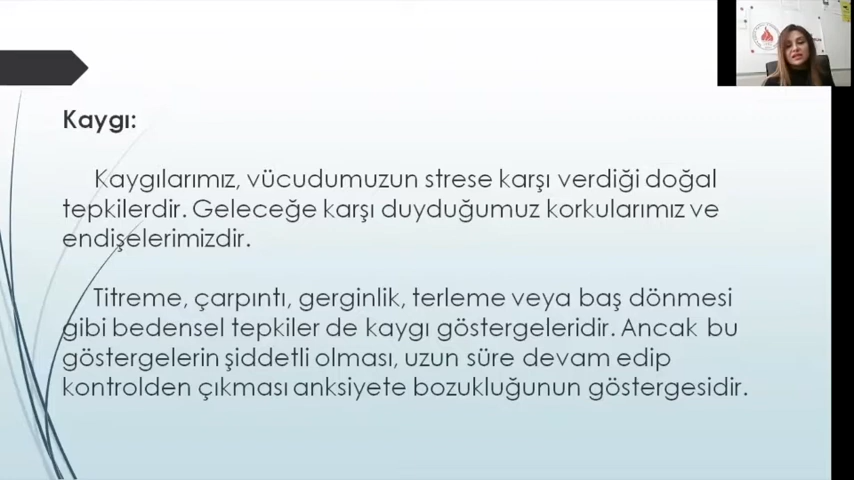 Kaygı:
Kaygılarımız, vücudumuzun strese karşı verdiği doğal
tepkilerdir. Geleceğe karşı duyduğumuz korkularımız ve
endişelerimizdir.
Titreme, çarpıntı, gerginlik, terleme veya baş dönmesi
gibi bedensel tepkiler de kaygı göstergeleridir. Ancak bu
göstergelerin şiddetli olması, uzun süre devam edip
kontrolden çıkması anksiyete bozukluğunun göstergesidir.